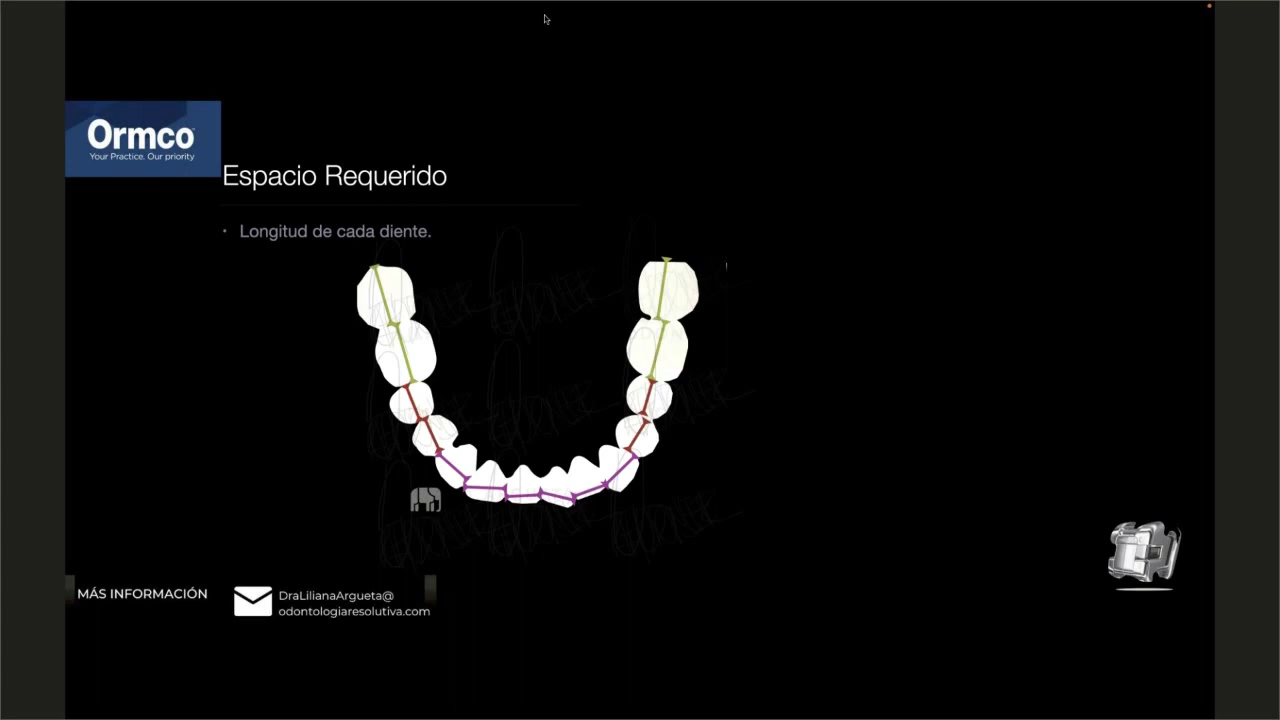 Ormco
Your Practice. Our priority
Espacio Requerido
• Longitud de cada diente.
MÁS INFORMACIÓN
DraLilianaArgueta@
odontologiaresolutiva.com